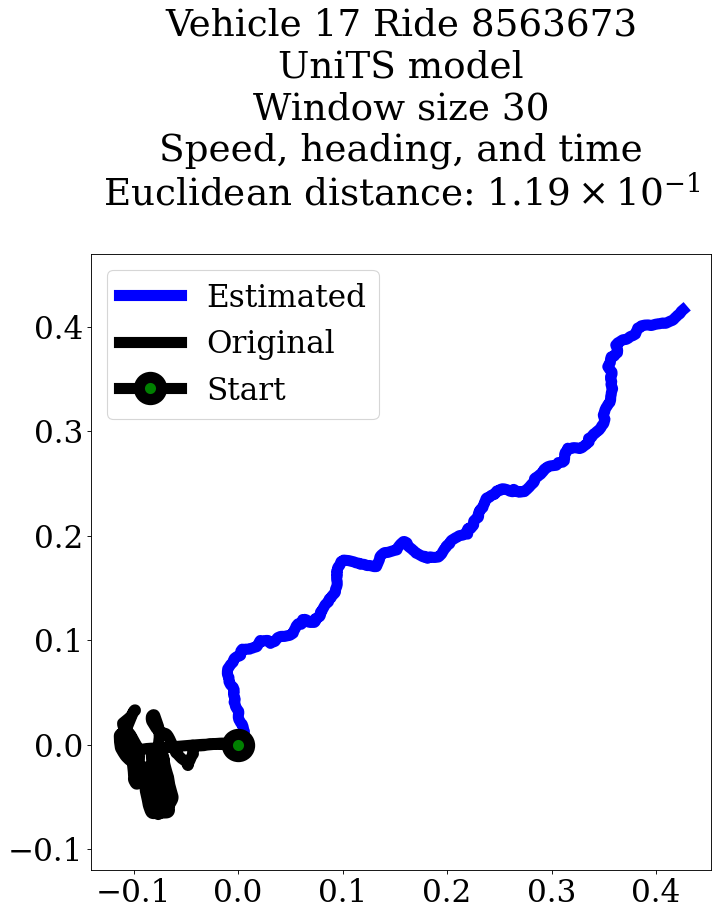 Vehicle 17 Ride 8563673
UniTS model
Window size 30
Speed, heading, and time
Euclidean distance: 1.19 × 10⁻¹
Estimated
Original
Start
0.4
0.3
0.2
0.1
0.0
−0.1
−0.1 0.0 0.1 0.2 0.3 0.4